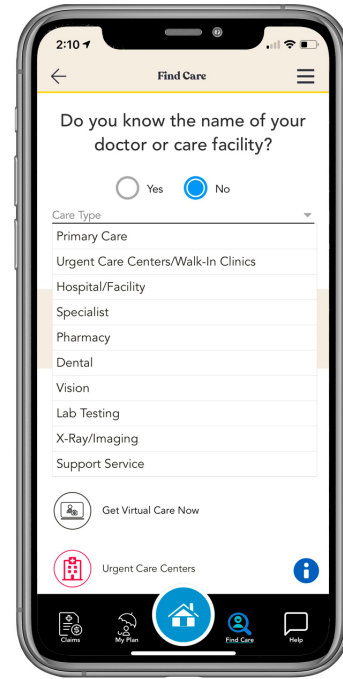 2:10
Find Care
Do you know the name of your
doctor or care facility?
Yes No
Care Type
Primary Care
Urgent Care Centers/Walk-In Clinics
Hospital/Facility
Specialist
Pharmacy
Dental
Vision
Lab Testing
X-Ray/Imaging
Support Service
Get Virtual Care Now
Urgent Care Centers
Claims My Plan Find Care Help